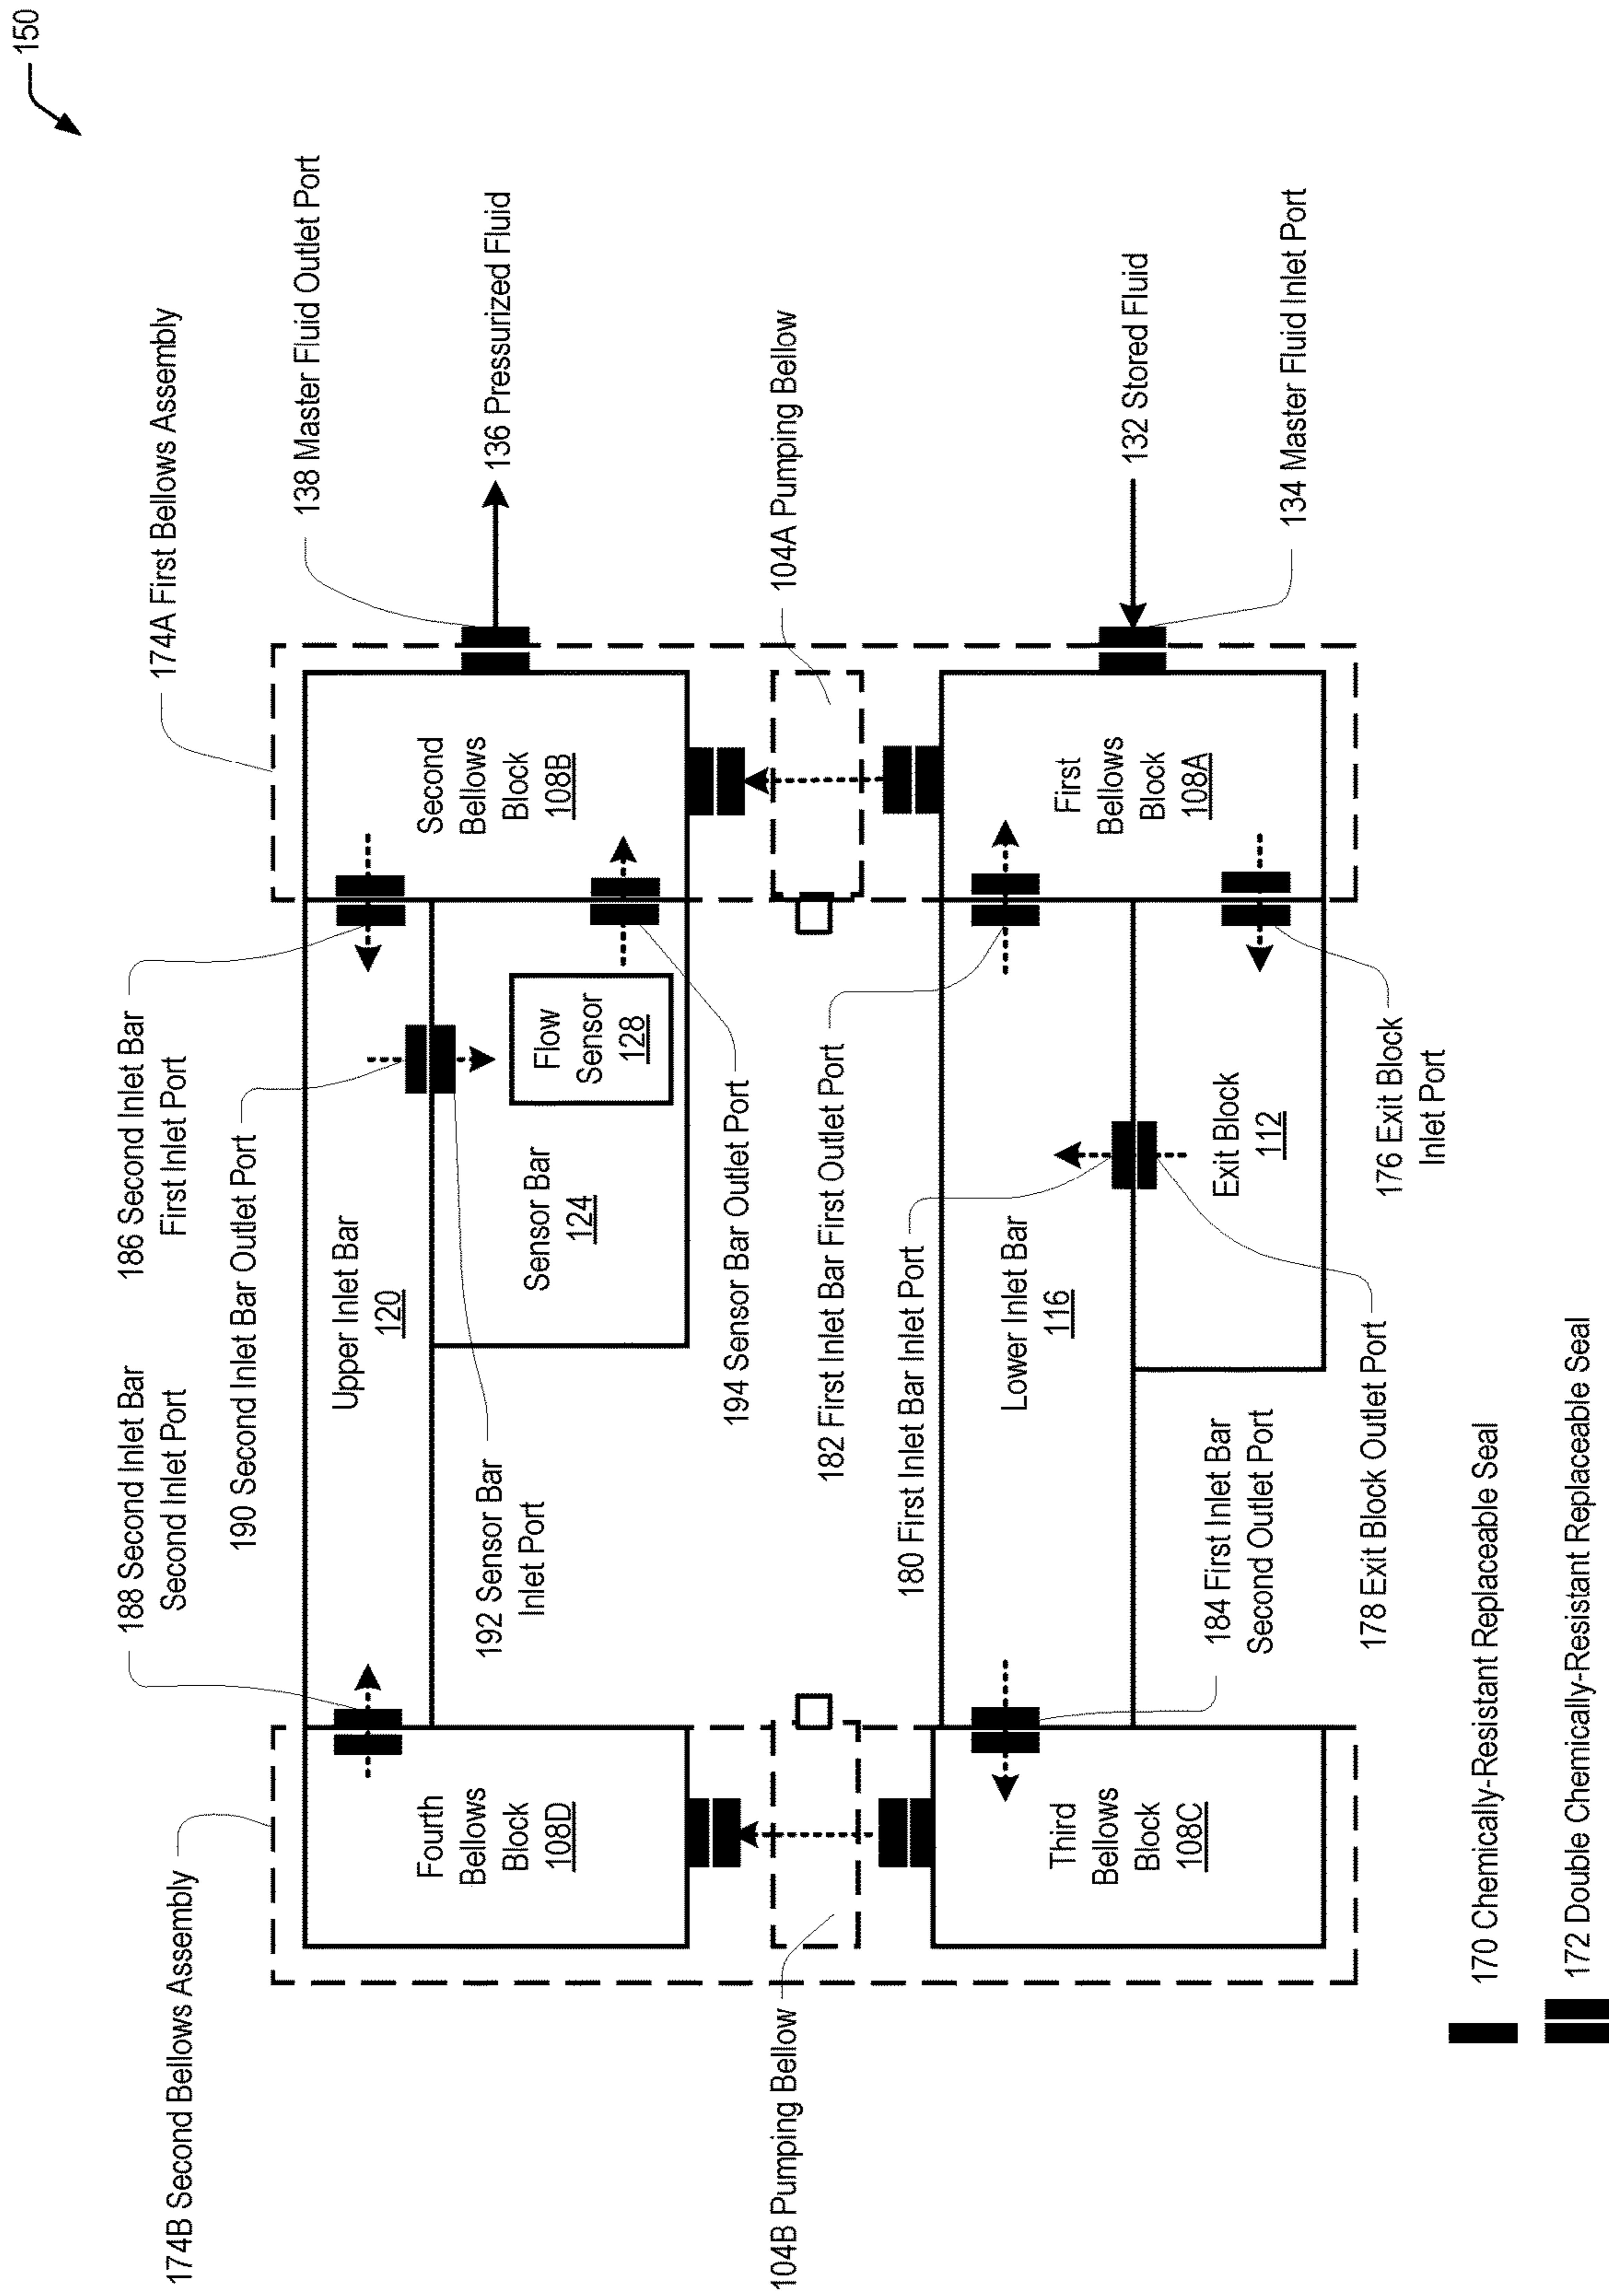 150
174A First Bellows Assembly
138 Master Fluid Outlet Port
136 Pressurized Fluid
104A Pumping Bellow
132 Stored Fluid
134 Master Fluid Inlet Port
186 Second Inlet Bar
First Inlet Port
188 Second Inlet Bar
Second Inlet Port
190 Second Inlet Bar Outlet Port
174B Second Bellows Assembly
Fourth
Bellows
Block
108D
Upper Inlet Bar
120
Second
Bellows
Block
108B
Sensor Bar
124
Flow
Sensor
128
192 Sensor Bar
Inlet Port
194 Sensor Bar Outlet Port
104B Pumping Bellow
182 First Inlet Bar First Outlet Port
180 First Inlet Bar Inlet Port
Third
Bellows
Block
108C
Lower Inlet Bar
116
First
Bellows
Block
108A
Exit Block
112
184 First Inlet Bar
Second Outlet Port
178 Exit Block Outlet Port
176 Exit Block
Inlet Port
170 Chemically-Resistant Replaceable Seal
172 Double Chemically-Resistant Replaceable Seal